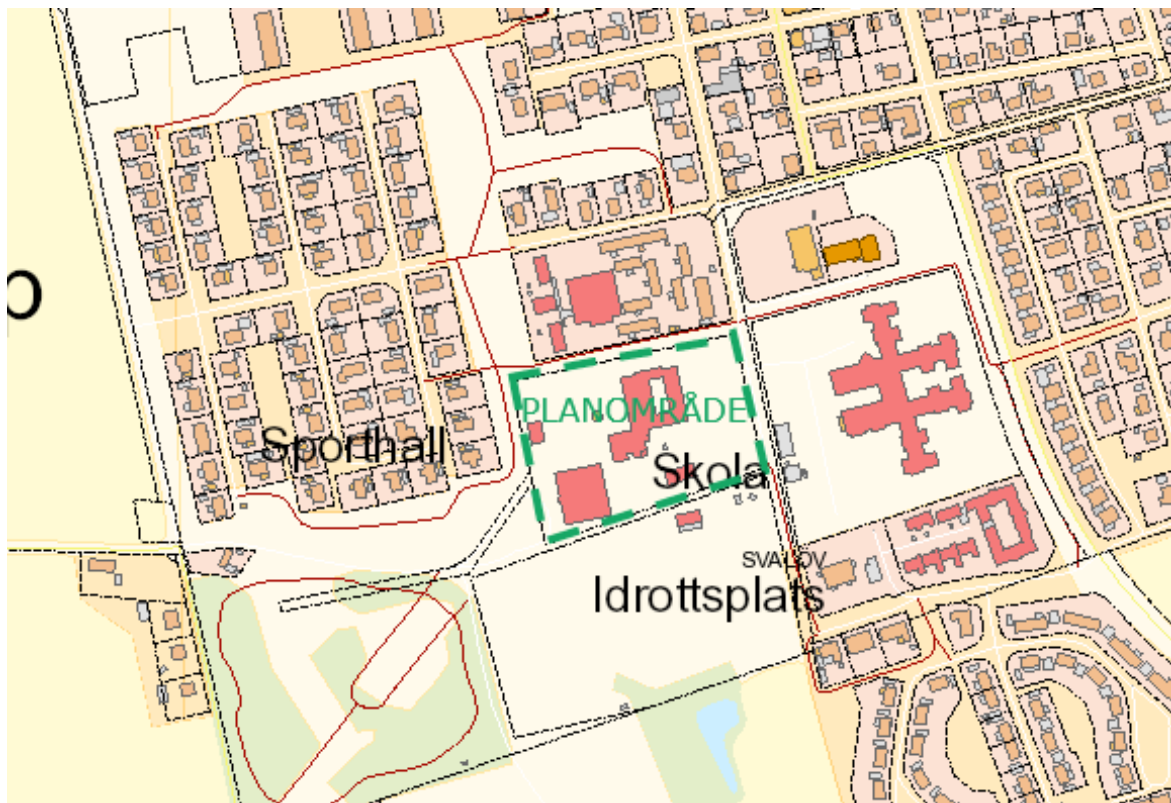 p
PLANOMRÅDE
Sporthall
Skola
SVALÖV
Idrottsplats